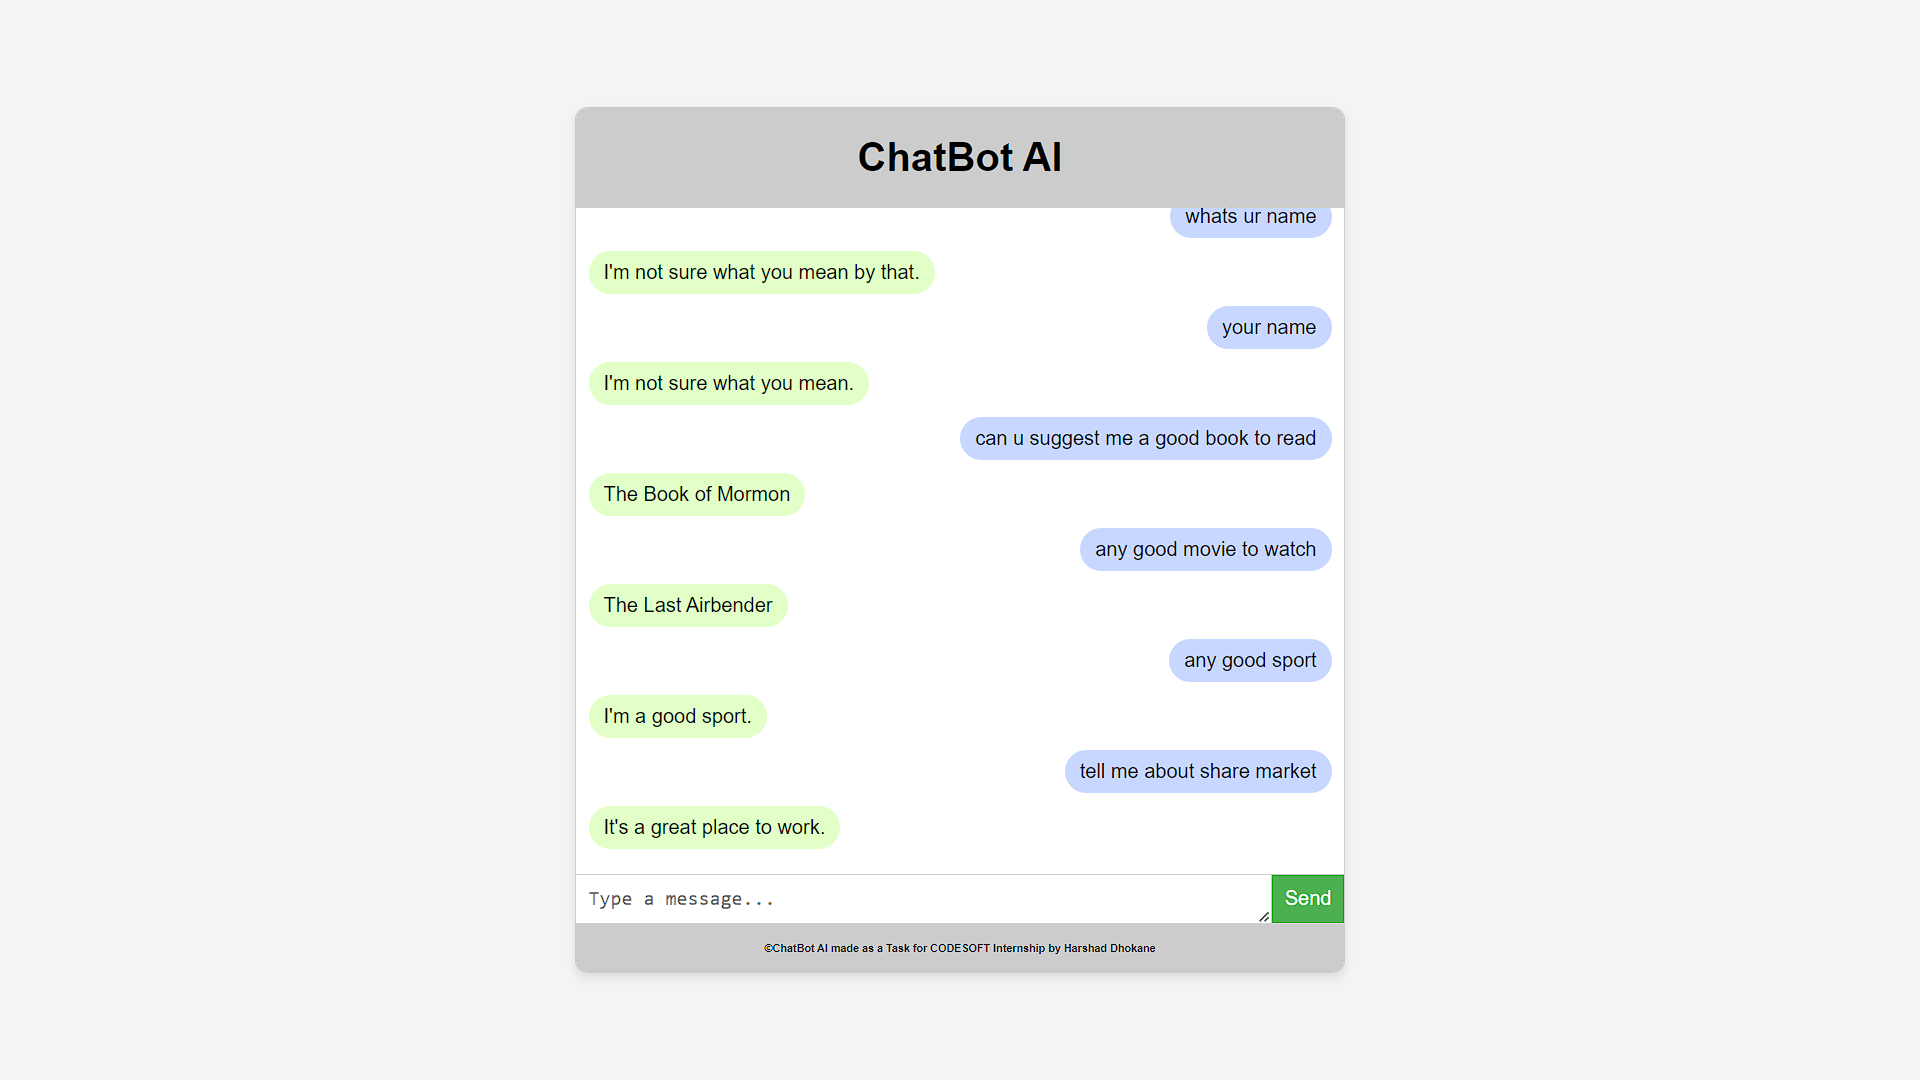 ChatBot AI
whats ur name
I'm not sure what you mean by that.
your name
I'm not sure what you mean.
can u suggest me a good book to read
The Book of Mormon
any good movie to watch
The Last Airbender
any good sport
I'm a good sport.
tell me about share market
It's a great place to work.
Type a message...
Send
©ChatBot AI made as a Task for CODESOFT Internship by Harshad Dhokane